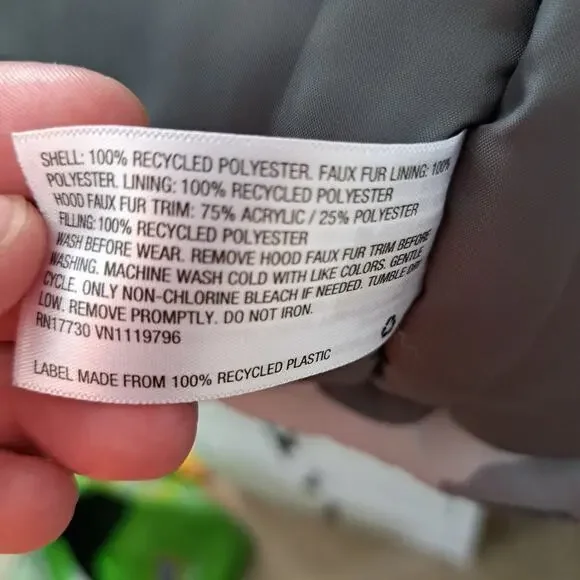 SHELL: 100% RECYCLED POLYESTER. FAUX FUR LINING: 100%
POLYESTER. LINING: 100% RECYCLED POLYESTER
HOOD FAUX FUR TRIM: 75% ACRYLIC / 25% POLYESTER
FILLING: 100% RECYCLED POLYESTER
WASH BEFORE WEAR. REMOVE HOOD FAUX FUR TRIM BEFORE
WASHING. MACHINE WASH COLD WITH LIKE COLORS. GENTLE
CYCLE. ONLY NON-CHLORINE BLEACH IF NEEDED. TUMBLE DRY
LOW. REMOVE PROMPTLY. DO NOT IRON.
RN17730 VN1119796
LABEL MADE FROM 100% RECYCLED PLASTIC